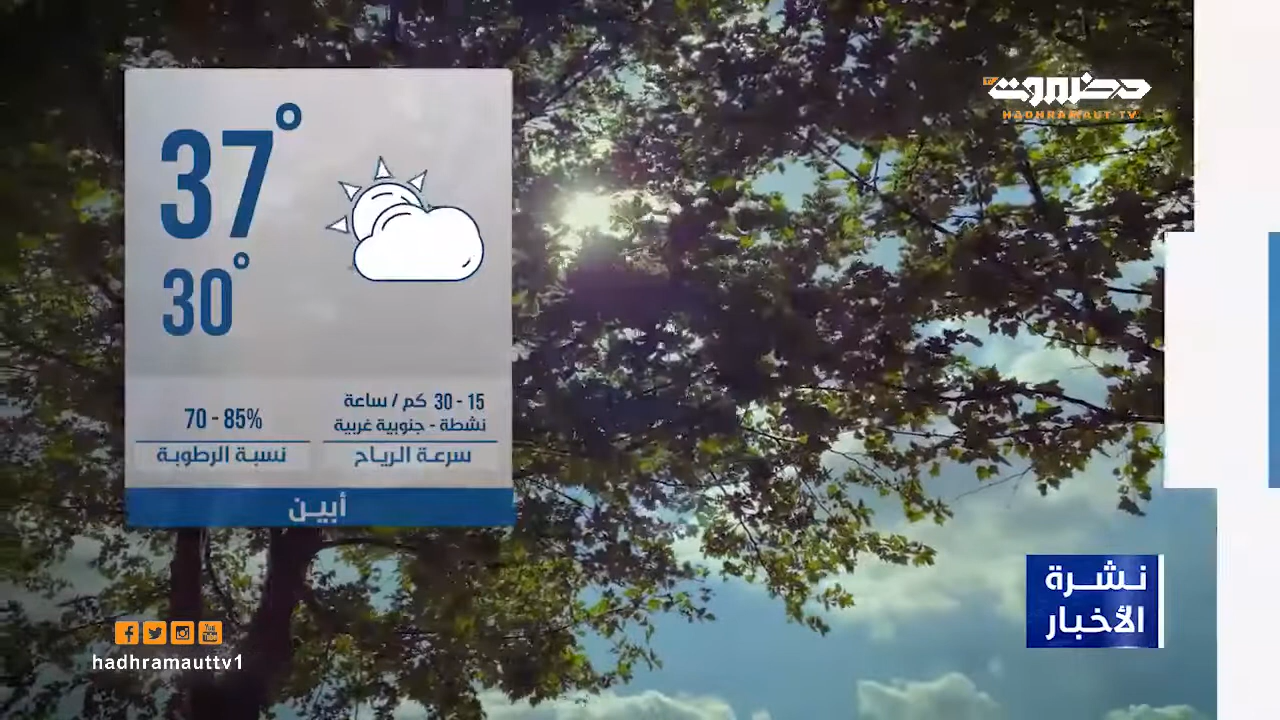 حضرموت
HADHRAMAUT TV
37°
30°
15 - 30 كم / ساعة
نشطة - جنوبية غربية
سرعة الرياح
70 - 85%
نسبة الرطوبة
أبين
نشرة
الأخبار
hadhramauttv1